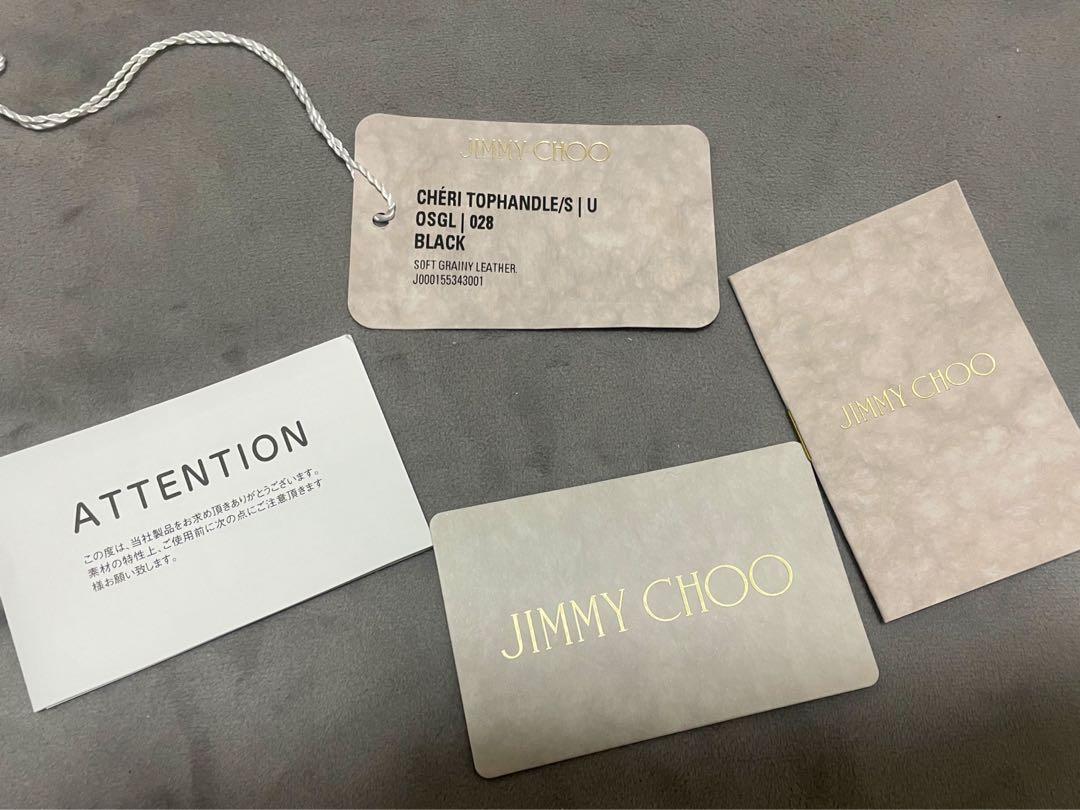 JIMMY CHOO
CHÉRI TOPHANDLE/S | U
OSGL | 028
BLACK
SOFT GRAINY LEATHER.
J000155343001
JIMMY CHOO
ATTENTION
この度は、当社製品をお求め頂きありがとうございます。
素材の特性上、ご使用前に次の点にご注意頂きます
様お願い致します。
JIMMY CHOO